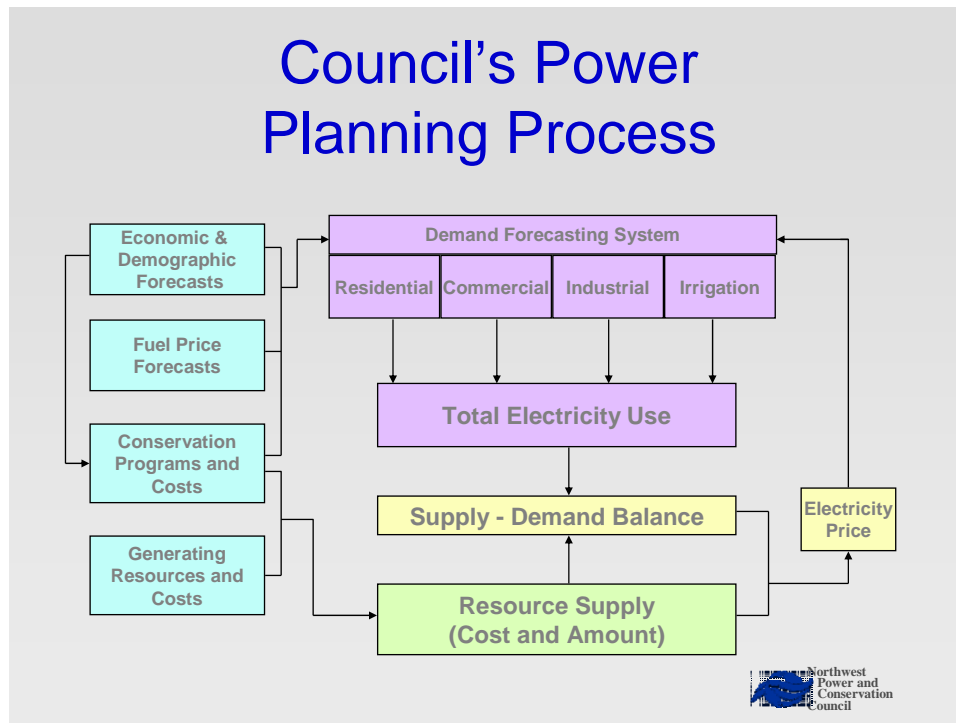 Council's Power
Planning Process
Economic &
Demographic
Forecasts
Fuel Price
Forecasts
Conservation
Programs and
Costs
Generating
Resources and
Costs
Demand Forecasting System
Residential Commercial Industrial Irrigation
Total Electricity Use
Supply - Demand Balance
Resource Supply
(Cost and Amount)
Electricity
Price
Northwest
Power and
Conservation
Council